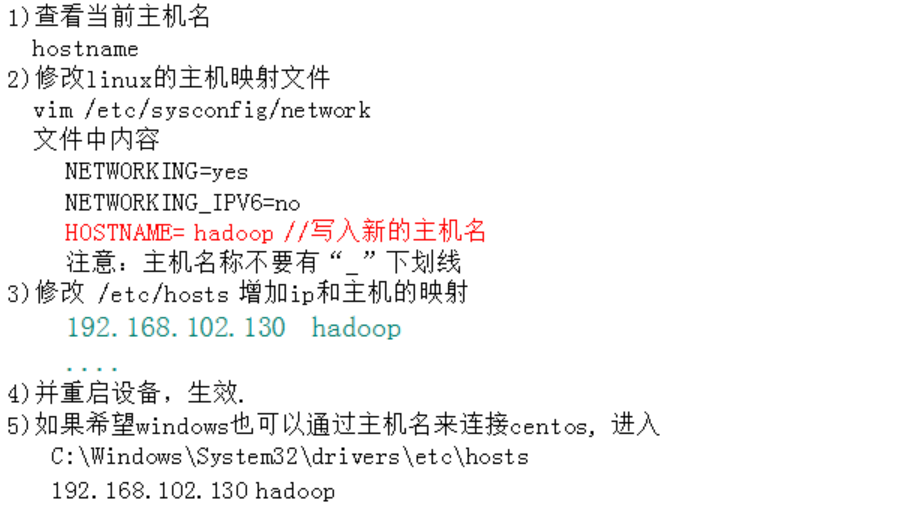 1)查看当前主机名
hostname
2)修改linux的主机映射文件
vim /etc/sysconfig/network
文件中内容
NETWORKING=yes
NETWORKING_IPV6=no
HOSTNAME= hadoop //写入新的主机名
注意：主机名称不要有“_”下划线
3)修改 /etc/hosts 增加ip和主机的映射
192.168.102.130 hadoop
....
4)并重启设备，生效.
5)如果希望windows也可以通过主机名来连接centos, 进入
C:\Windows\System32\drivers\etc\hosts
192.168.102.130 hadoop